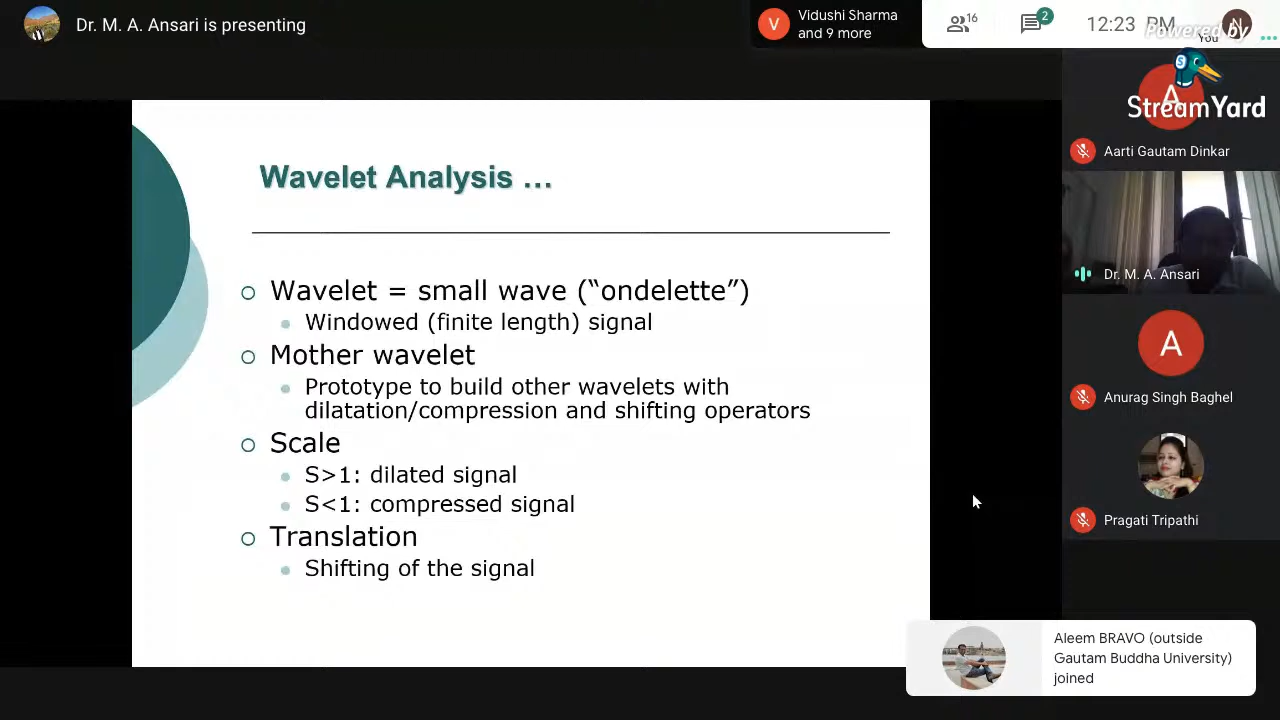 Dr. M. A. Ansari is presenting
V
Vidushi Sharma
and 9 more
16
2
12:23 PM
N
You
Powered by
S
StreamYard
A
Aarti Gautam Dinkar
Dr. M. A. Ansari
A
Anurag Singh Baghel
Pragati Tripathi
Wavelet Analysis …
Wavelet = small wave (“ondelette”)
Windowed (finite length) signal
Mother wavelet
Prototype to build other wavelets with
dilatation/compression and shifting operators
Scale
S>1: dilated signal
S<1: compressed signal
Translation
Shifting of the signal
Aleem BRAVO (outside
Gautam Buddha University)
joined